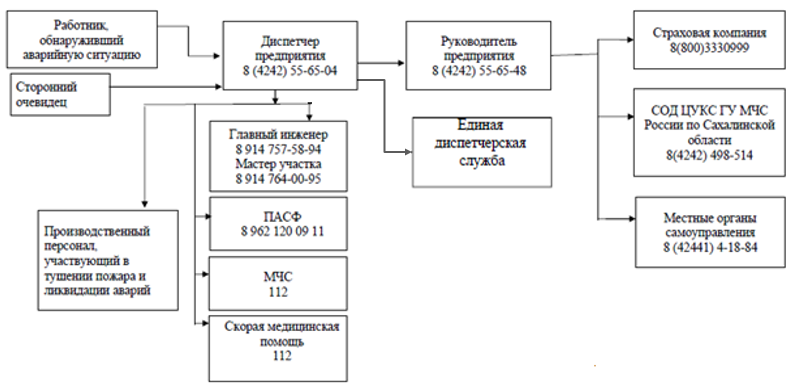 Работник,
обнаруживший
аварийную ситуацию
Диспетчер
предприятия
8 (4242) 55-65-04
Руководитель
предприятия
8 (4242) 55-65-48
Страховая компания
8(800)3330999
Сторонний
очевидец
Главный инженер
8 914 757-58-94
Мастер участка
8 914 764-00-95
Единая
диспетчерская
служба
СОД ЦУКС ГУ МЧС
России по Сахалинской
области
8(4242) 498-514
Производственный
персонал,
участвующий в
тушении пожара и
ликвидации аварий
ПАСФ
8 962 120 09 11
Местные органы
самоуправления
8 (42441) 4-18-84
МЧС
112
Скорая медицинская
помощь
112